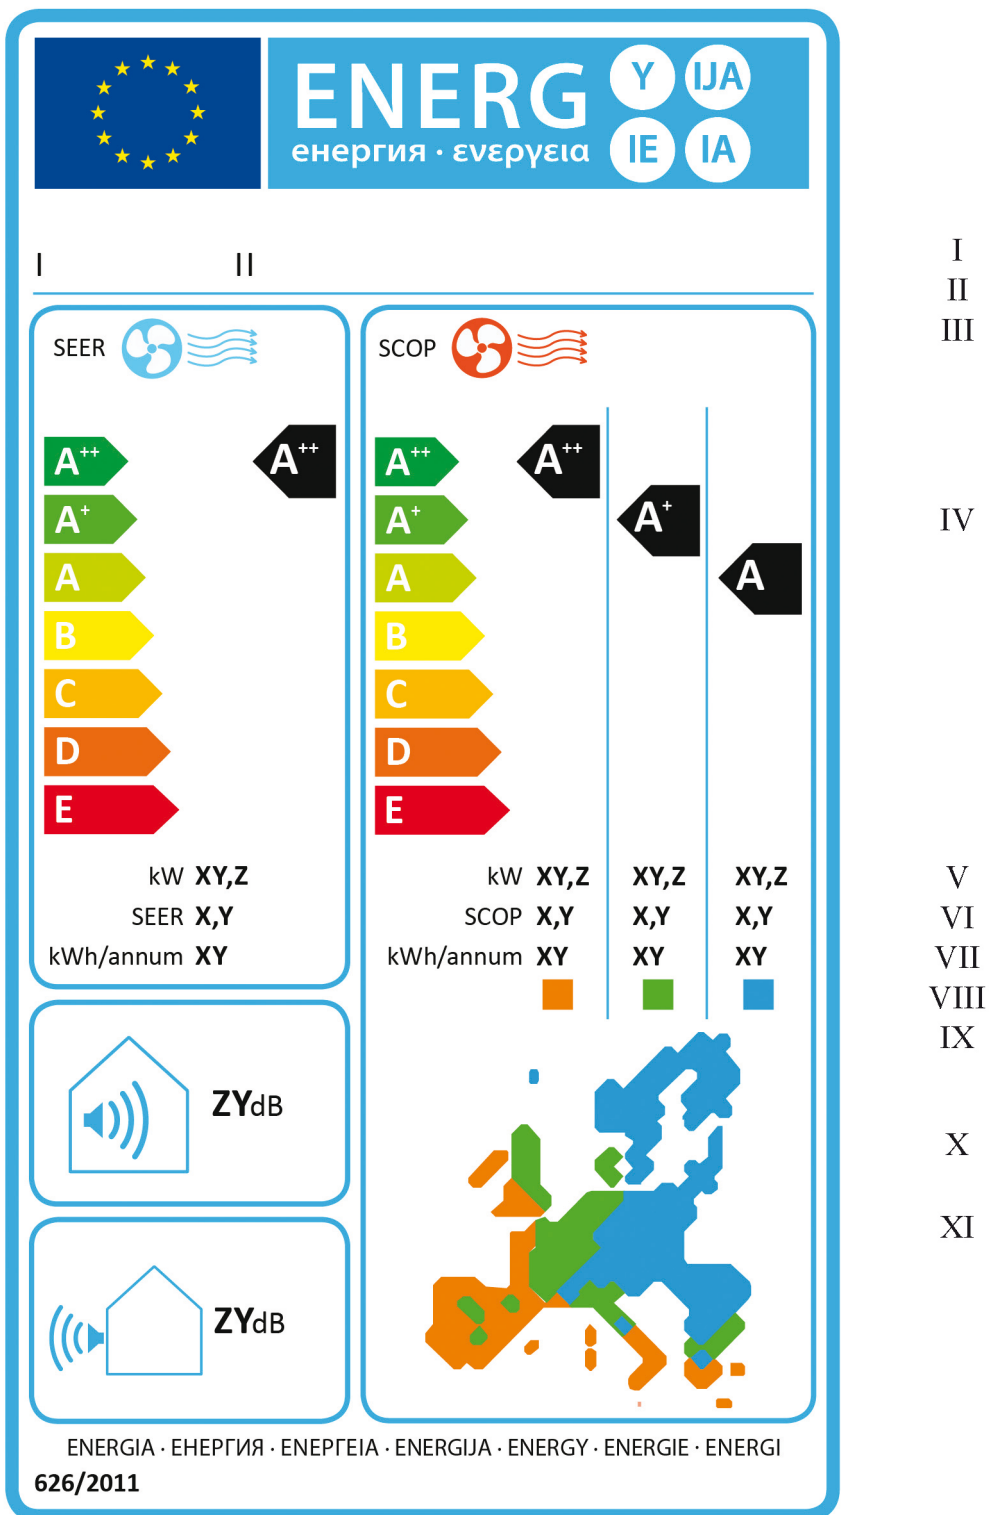 ENERG Y IJA
енергия · ενεργεια IE IA
I II
I
II
III
SEER
SCOP
A++ A++
A+
A
B
C
D
E
A++ A++
A+ A+
A A
B
C
D
E
IV
kW XY,Z
SEER X,Y
kWh/annum XY
kW XY,Z XY,Z XY,Z
SCOP X,Y X,Y X,Y
kWh/annum XY XY XY
V
VI
VII
VIII
IX
ZYdB
X
ZYdB
XI
ENERGIA · ЕНЕРГИЯ · ΕΝΕΡΓΕΙΑ · ENERGIJA · ENERGY · ENERGIE · ENERGI
626/2011